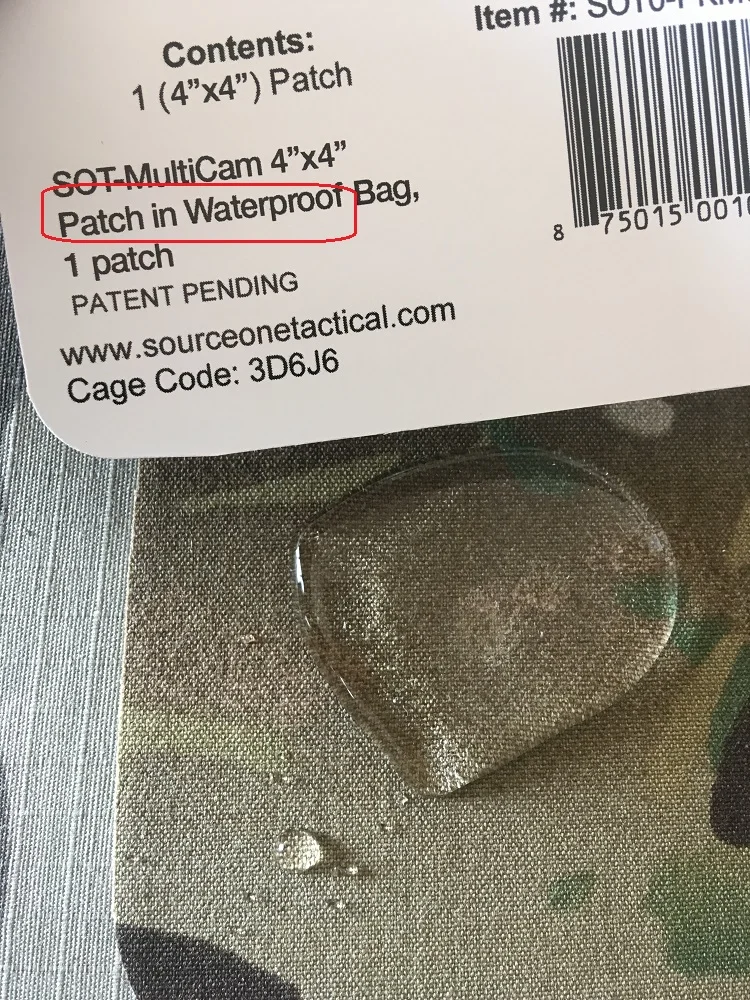 Item #:
Contents:
1 (4”x4”) Patch
SOT-MultiCam 4”x4”
Patch in Waterproof Bag,
1 patch
PATENT PENDING
www.sourceonetactical.com
Cage Code: 3D6J6
8 75015 001